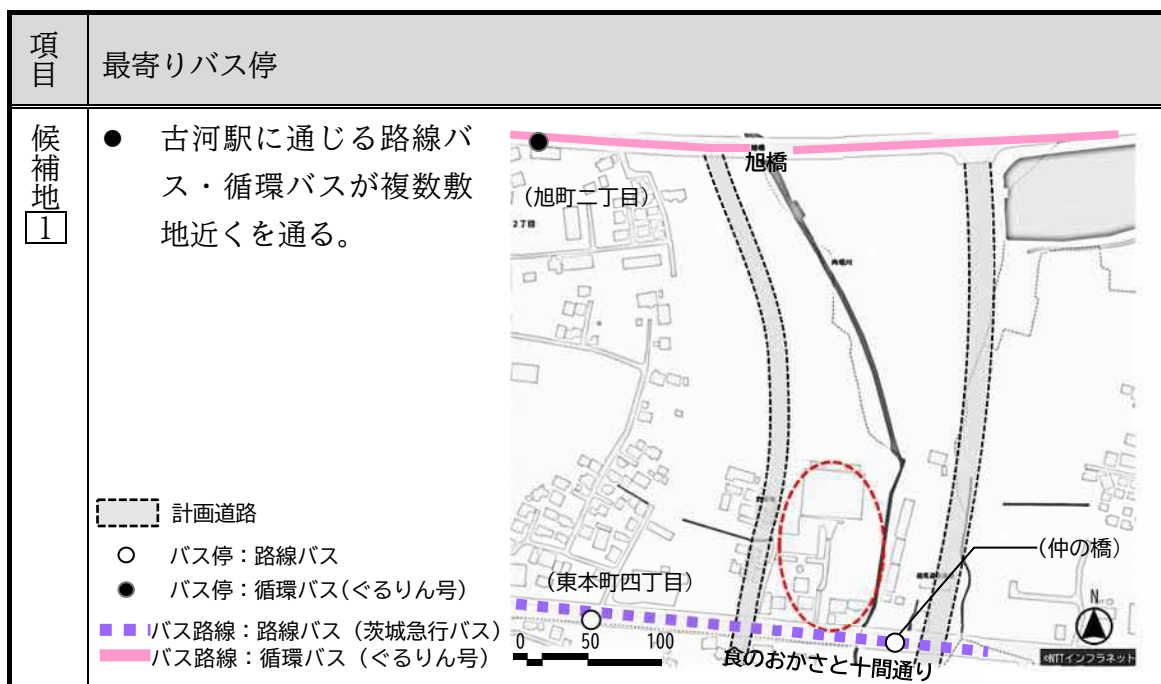 項目
最寄りバス停
候補地
1
● 古河駅に通じる路線バ
ス・循環バスが複数敷
地近くを通る。
旭橋
(旭町二丁目)
2丁目
計画道路
バス停：路線バス
バス停：循環バス(ぐるりん号)
バス路線：路線バス（茨城急行バス）
バス路線：循環バス（ぐるりん号）
(東本町四丁目)
(仲の橋)
N
0 50 100
食のおかさと十間通り
©NTTインフラネット